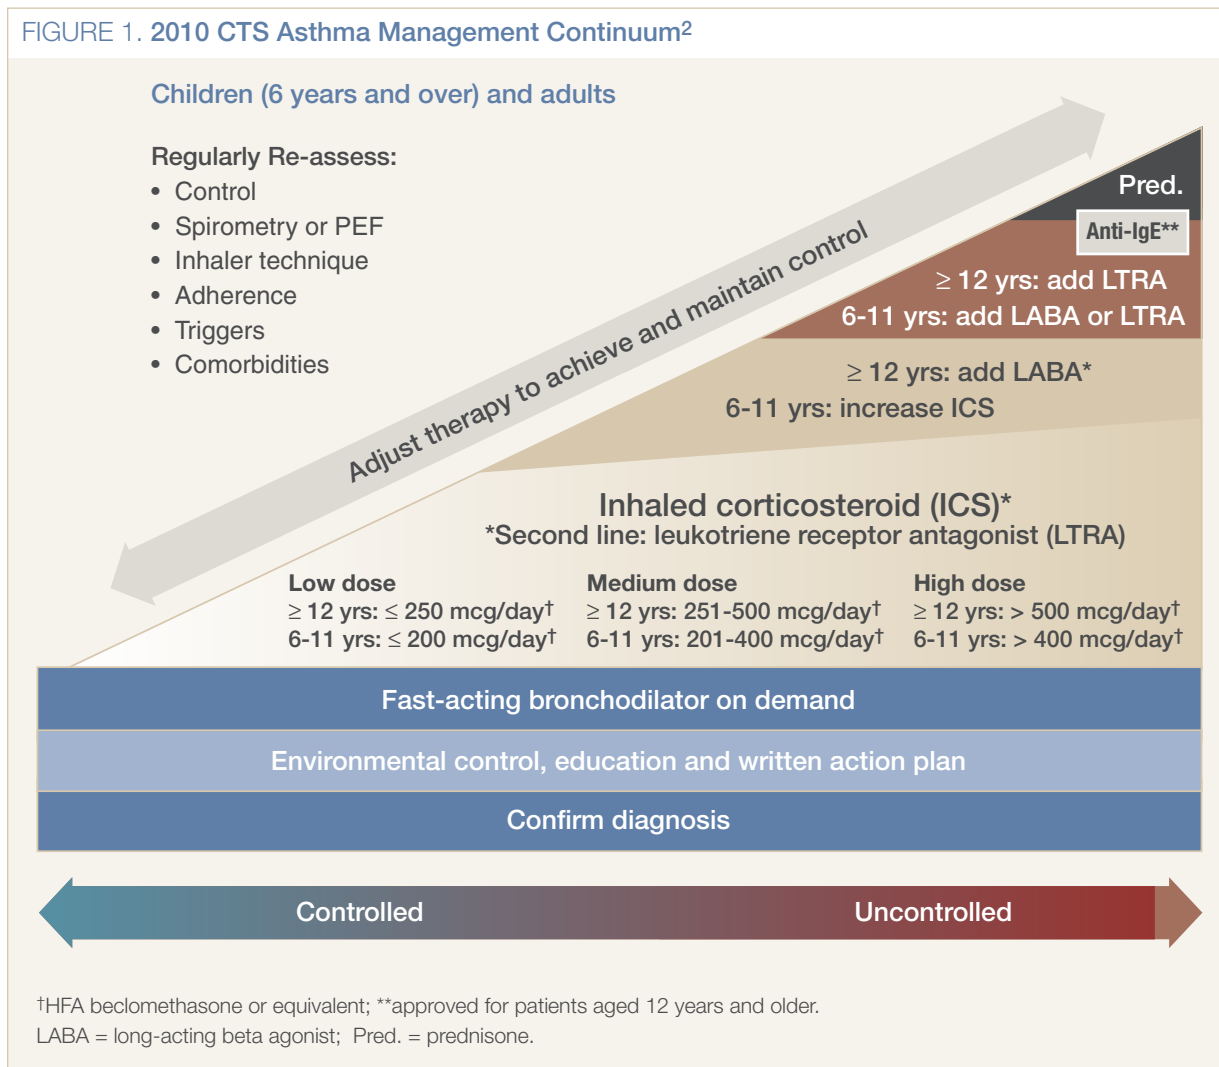 FIGURE 1. 2010 CTS Asthma Management Continuum²
Children (6 years and over) and adults
Regularly Re-assess:
• Control
• Spirometry or PEF
• Inhaler technique
• Adherence
• Triggers
• Comorbidities
Adjust therapy to achieve and maintain control
Pred.
Anti-IgE**
≥ 12 yrs: add LTRA
6-11 yrs: add LABA or LTRA
≥ 12 yrs: add LABA*
6-11 yrs: increase ICS
Inhaled corticosteroid (ICS)*
*Second line: leukotriene receptor antagonist (LTRA)
Low dose
≥ 12 yrs: ≤ 250 mcg/day†
6-11 yrs: ≤ 200 mcg/day†
Medium dose
≥ 12 yrs: 251-500 mcg/day†
6-11 yrs: 201-400 mcg/day†
High dose
≥ 12 yrs: > 500 mcg/day†
6-11 yrs: > 400 mcg/day†
Fast-acting bronchodilator on demand
Environmental control, education and written action plan
Confirm diagnosis
Controlled
Uncontrolled
†HFA beclomethasone or equivalent; **approved for patients aged 12 years and older.
LABA = long-acting beta agonist; Pred. = prednisone.